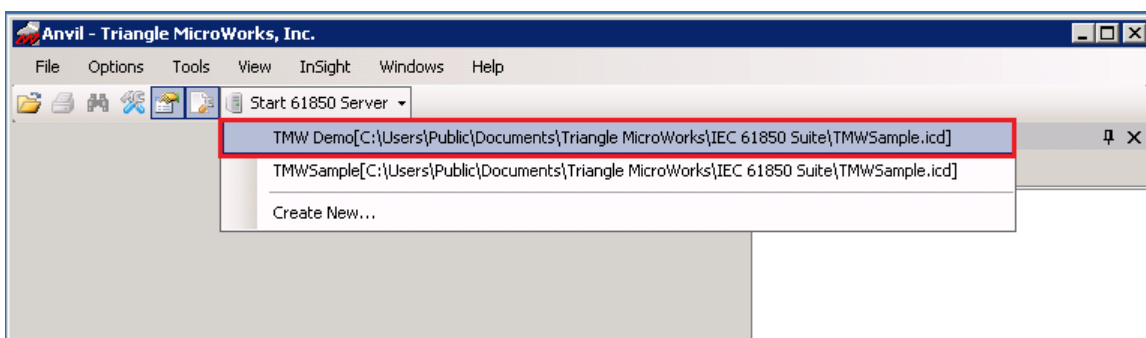 Anvil - Triangle MicroWorks, Inc.
File Options Tools View InSight Windows Help
Start 61850 Server
TMW Demo[C:\Users\Public\Documents\Triangle MicroWorks\IEC 61850 Suite\TMWSample.icd]
TMWSample[C:\Users\Public\Documents\Triangle MicroWorks\IEC 61850 Suite\TMWSample.icd]
Create New...